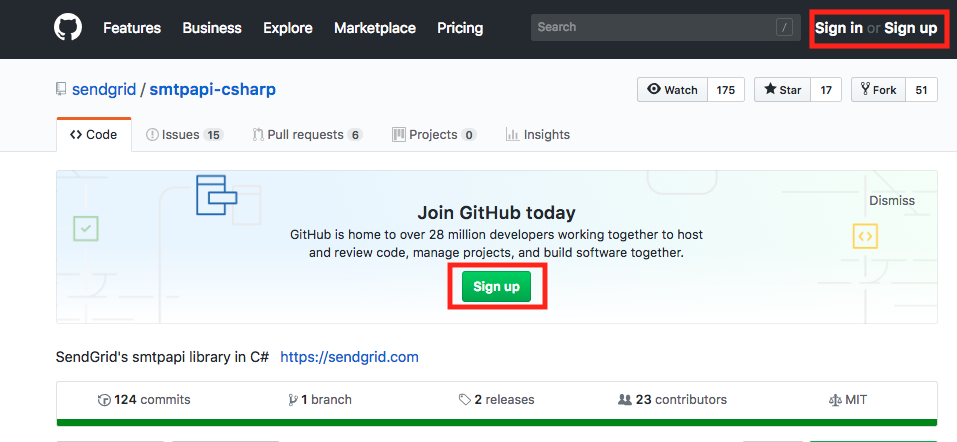 Features Business Explore Marketplace Pricing Search / Sign in or Sign up
sendgrid / smtpapi-csharp Watch 175 Star 17 Fork 51
Code Issues 15 Pull requests 6 Projects 0 Insights
Dismiss
Join GitHub today
GitHub is home to over 28 million developers working together to host
and review code, manage projects, and build software together.
Sign up
SendGrid's smtpapi library in C# https://sendgrid.com
124 commits 1 branch 2 releases 23 contributors MIT